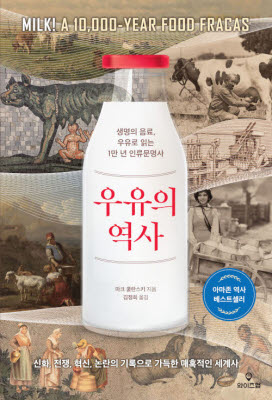 MILK! A 10,000-YEAR FOOD FRACAS
생명의 음료,
우유로 읽는
1만 년 인류문명사
우유의
역사
마크 쿨란스키 지음
김정희 옮김
아마존 역사
베스트셀러
신화, 전쟁, 혁신, 논란의 기록으로 가득한 매혹적인 세계사
와이즈맵